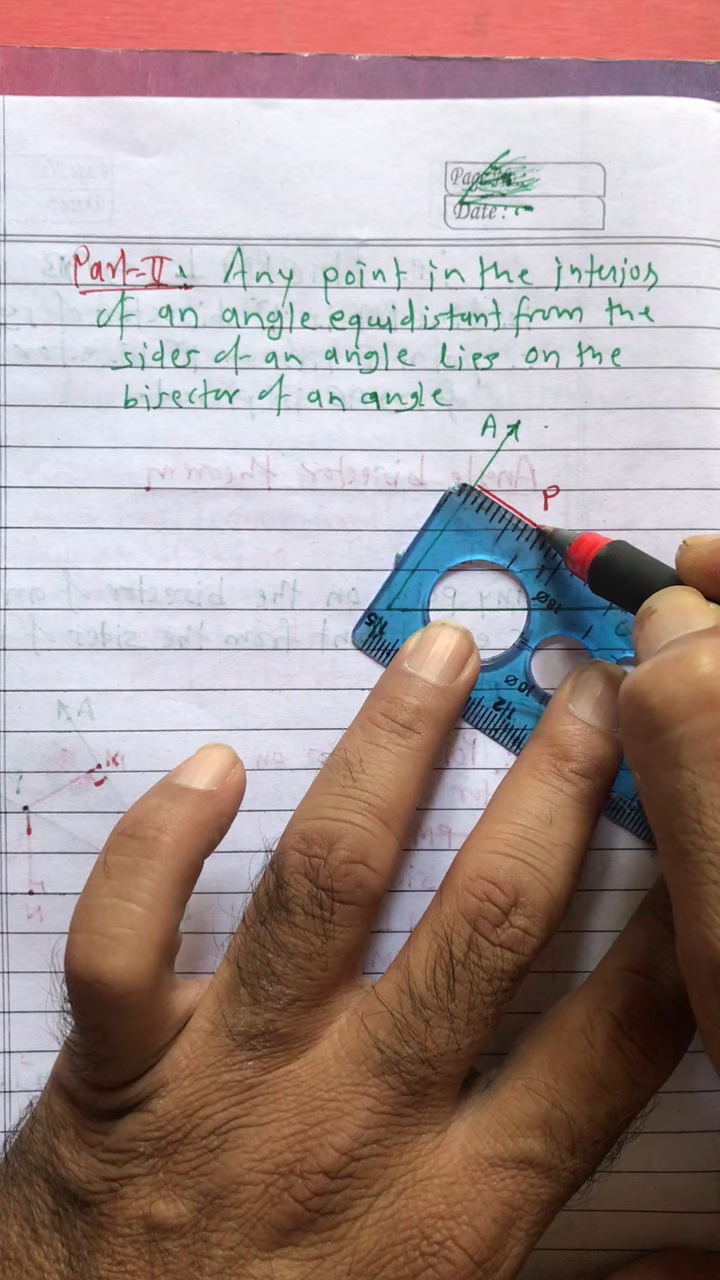 Page No.:
Date:
Part-II. Any point in the interior
of an angle equidistant from the
sides of an angle lies on the
bisector of an angle
A
P